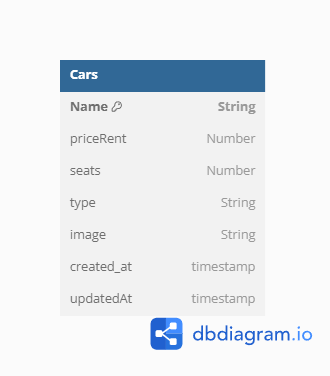 Cars
Name String
priceRent Number
seats Number
type String
image String
created_at timestamp
updatedAt timestamp
dbdiagram.io